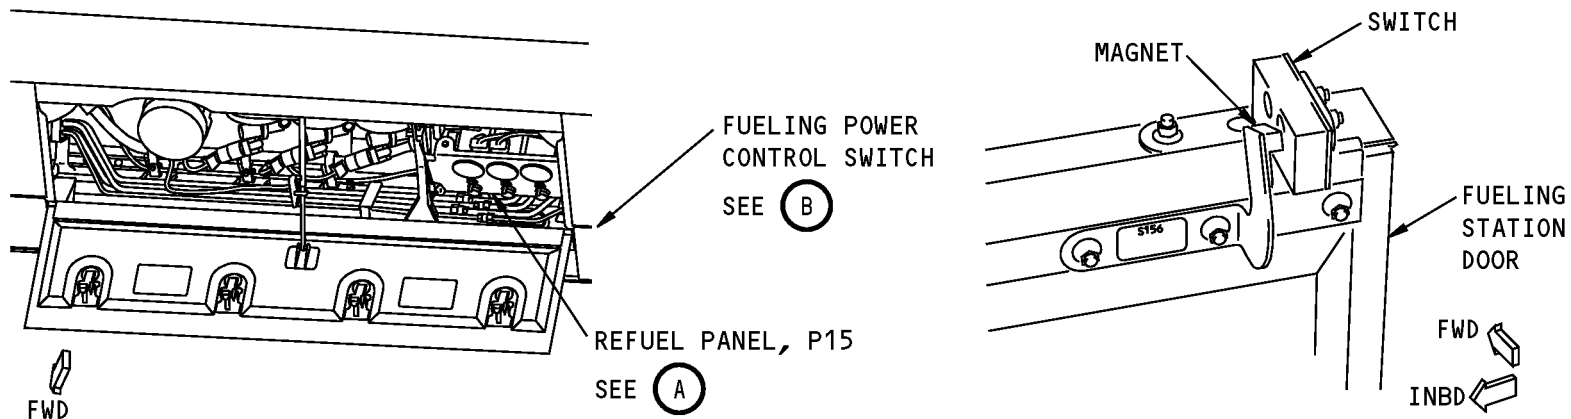 FUELING POWER
CONTROL SWITCH
SEE B
REFUEL PANEL, P15
SEE A
FWD
SWITCH
MAGNET
S156
FUELING
STATION
DOOR
FWD
INBD